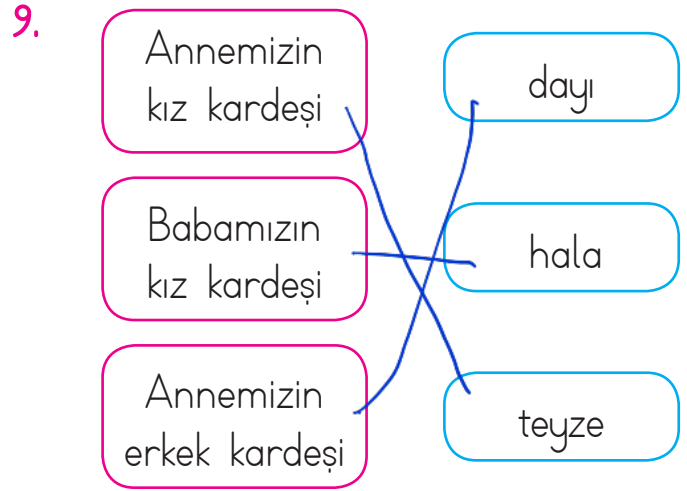 9.
Annemizin
kız kardeşi
dayı
Babamızın
kız kardeşi
hala
Annemizin
erkek kardeşi
teyze